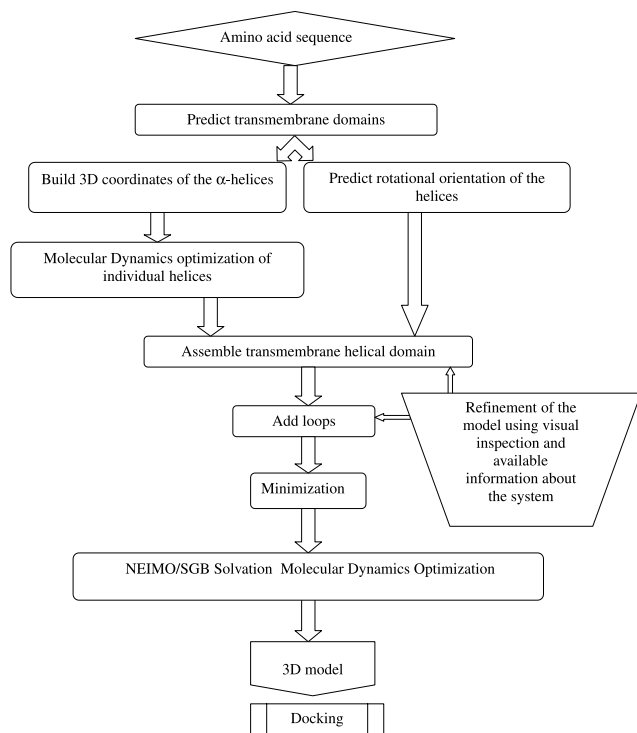 Amino acid sequence
Predict transmembrane domains
Build 3D coordinates of the α-helices
Predict rotational orientation of the
helices
Molecular Dynamics optimization of
individual helices
Assemble transmembrane helical domain
Add loops
Refinement of the
model using visual
inspection and
available
information about
the system
Minimization
NEIMO/SGB Solvation Molecular Dynamics Optimization
3D model
Docking